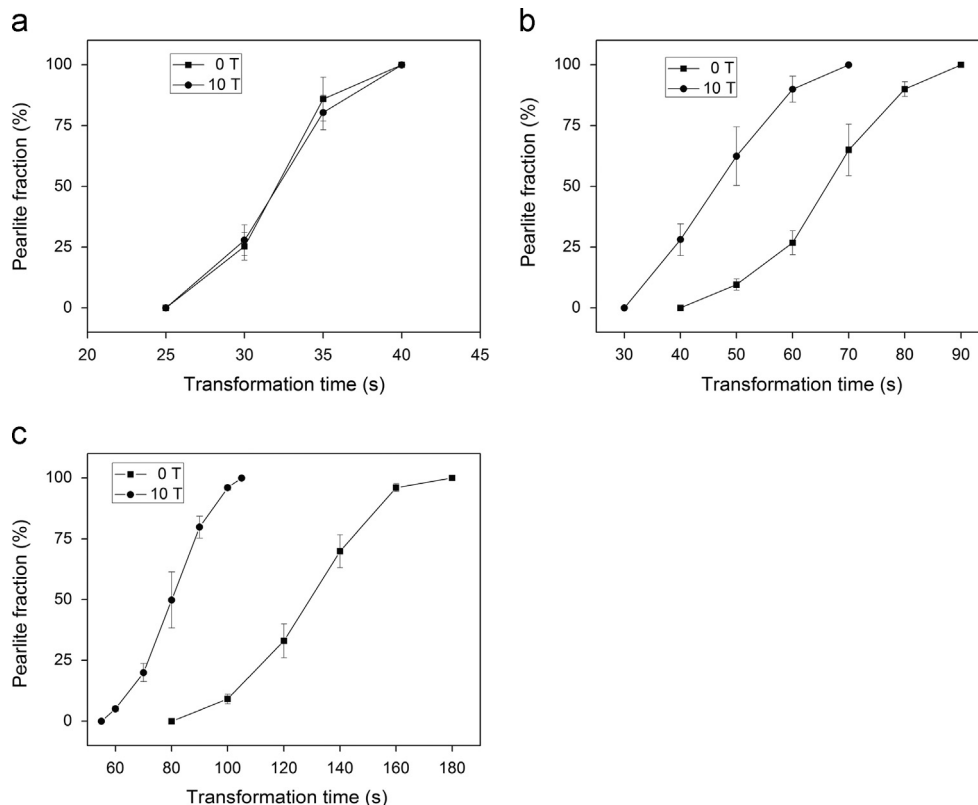 a
0 T
10 T
Pearlite fraction (%)
100
75
50
25
0
20 25 30 35 40 45
Transformation time (s)
b
0 T
10 T
Pearlite fraction (%)
100
75
50
25
0
30 40 50 60 70 80 90
Transformation time (s)
c
0 T
10 T
Pearlite fraction (%)
100
75
50
25
0
60 80 100 120 140 160 180
Transformation time (s)